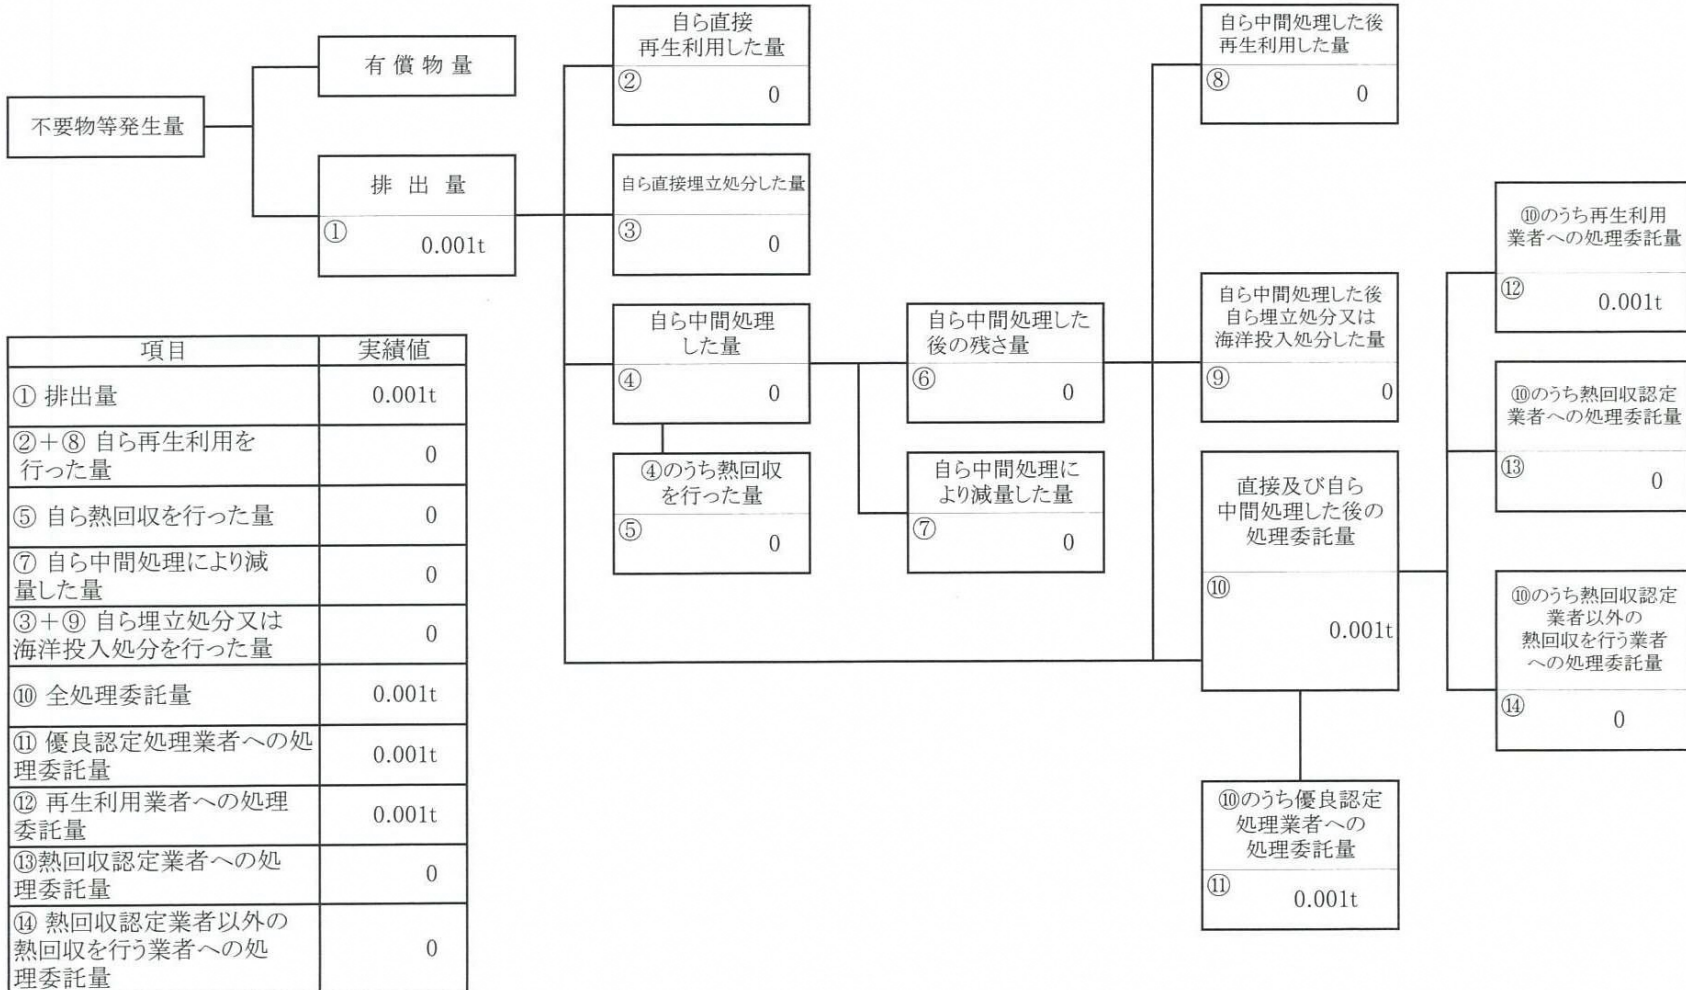 不要物等発生量
有償物量
排出量
①
0.001t
自ら直接
再生利用した量
②
0
自ら直接埋立処分した量
③
0
自ら中間処理
した量
④
0
④のうち熱回収
を行った量
⑤
0
自ら中間処理した
後の残さ量
⑥
0
自ら中間処理に
より減量した量
⑦
0
自ら中間処理した後
再生利用した量
⑧
0
自ら中間処理した後
自ら埋立処分又は
海洋投入処分した量
⑨
0
直接及び自ら
中間処理した後の
処理委託量
⑩
0.001t
⑩のうち優良認定
処理業者への
処理委託量
⑪
0.001t
⑩のうち再生利用
業者への処理委託量
⑫
0.001t
⑩のうち熱回収認定
業者への処理委託量
⑬
0
⑩のうち熱回収認定
業者以外の
熱回収を行う業者
への処理委託量
⑭
0
項目 実績値
① 排出量 0.001t
②+⑧ 自ら再生利用を
行った量 0
⑤ 自ら熱回収を行った量 0
⑦ 自ら中間処理により減
量した量 0
③+⑨ 自ら埋立処分又は
海洋投入処分を行った量 0
⑩ 全処理委託量 0.001t
⑪ 優良認定処理業者への処
理委託量 0.001t
⑫ 再生利用業者への処理
委託量 0.001t
⑬熱回収認定業者への処
理委託量 0
⑭ 熱回収認定業者以外の
熱回収を行う業者への処
理委託量 0